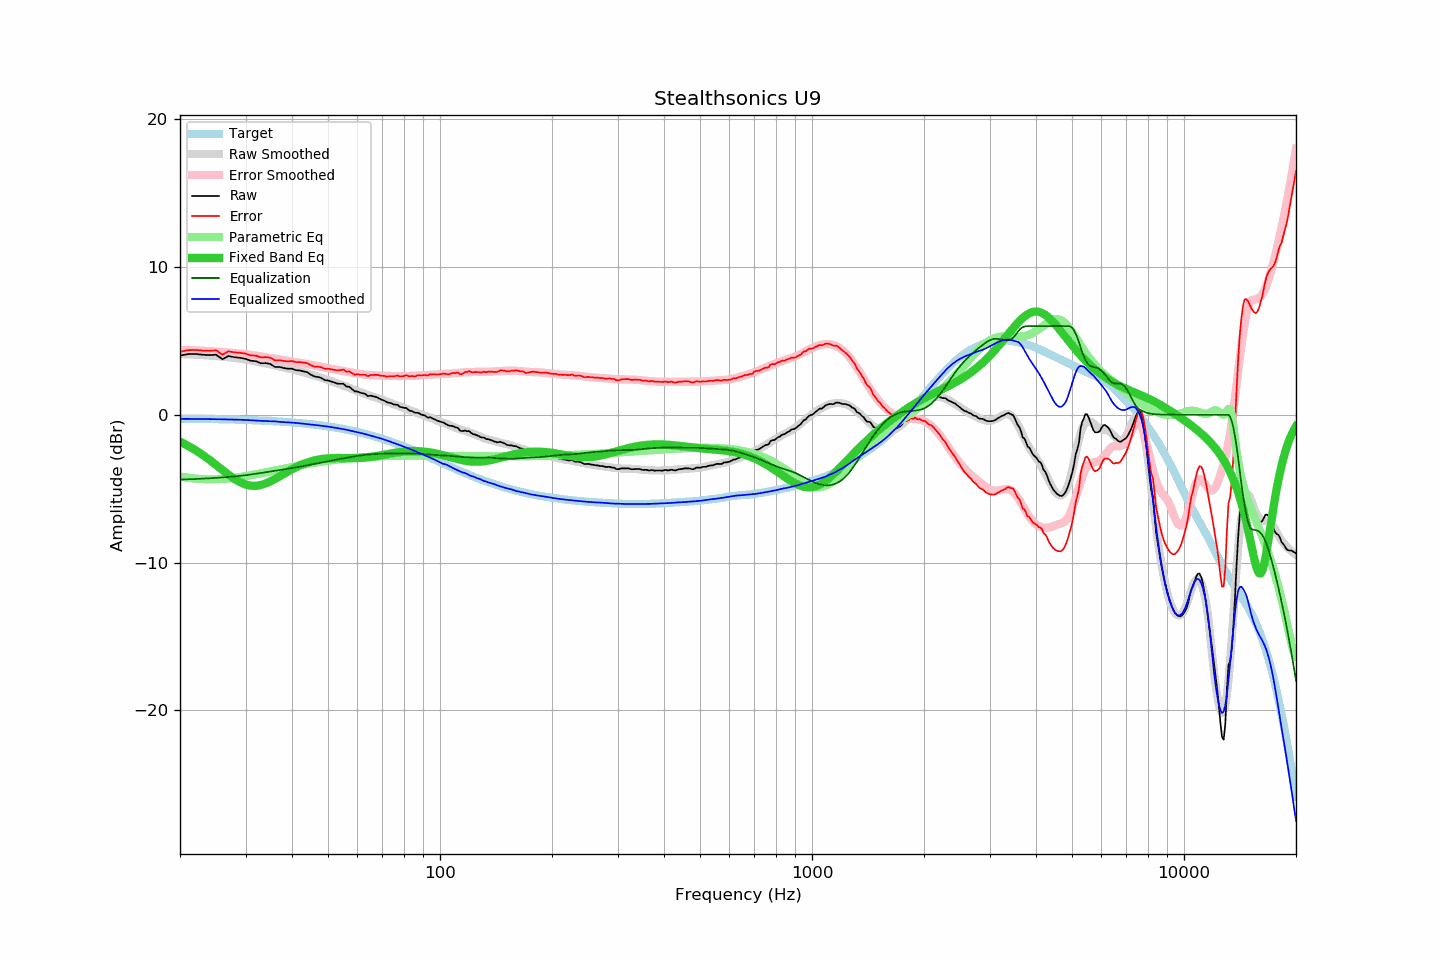 Stealthsonics U9
20
10
0
−10
−20
Amplitude (dBr)
Target
Raw Smoothed
Error Smoothed
Raw
Error
Parametric Eq
Fixed Band Eq
Equalization
Equalized smoothed
100 1000 10000
Frequency (Hz)